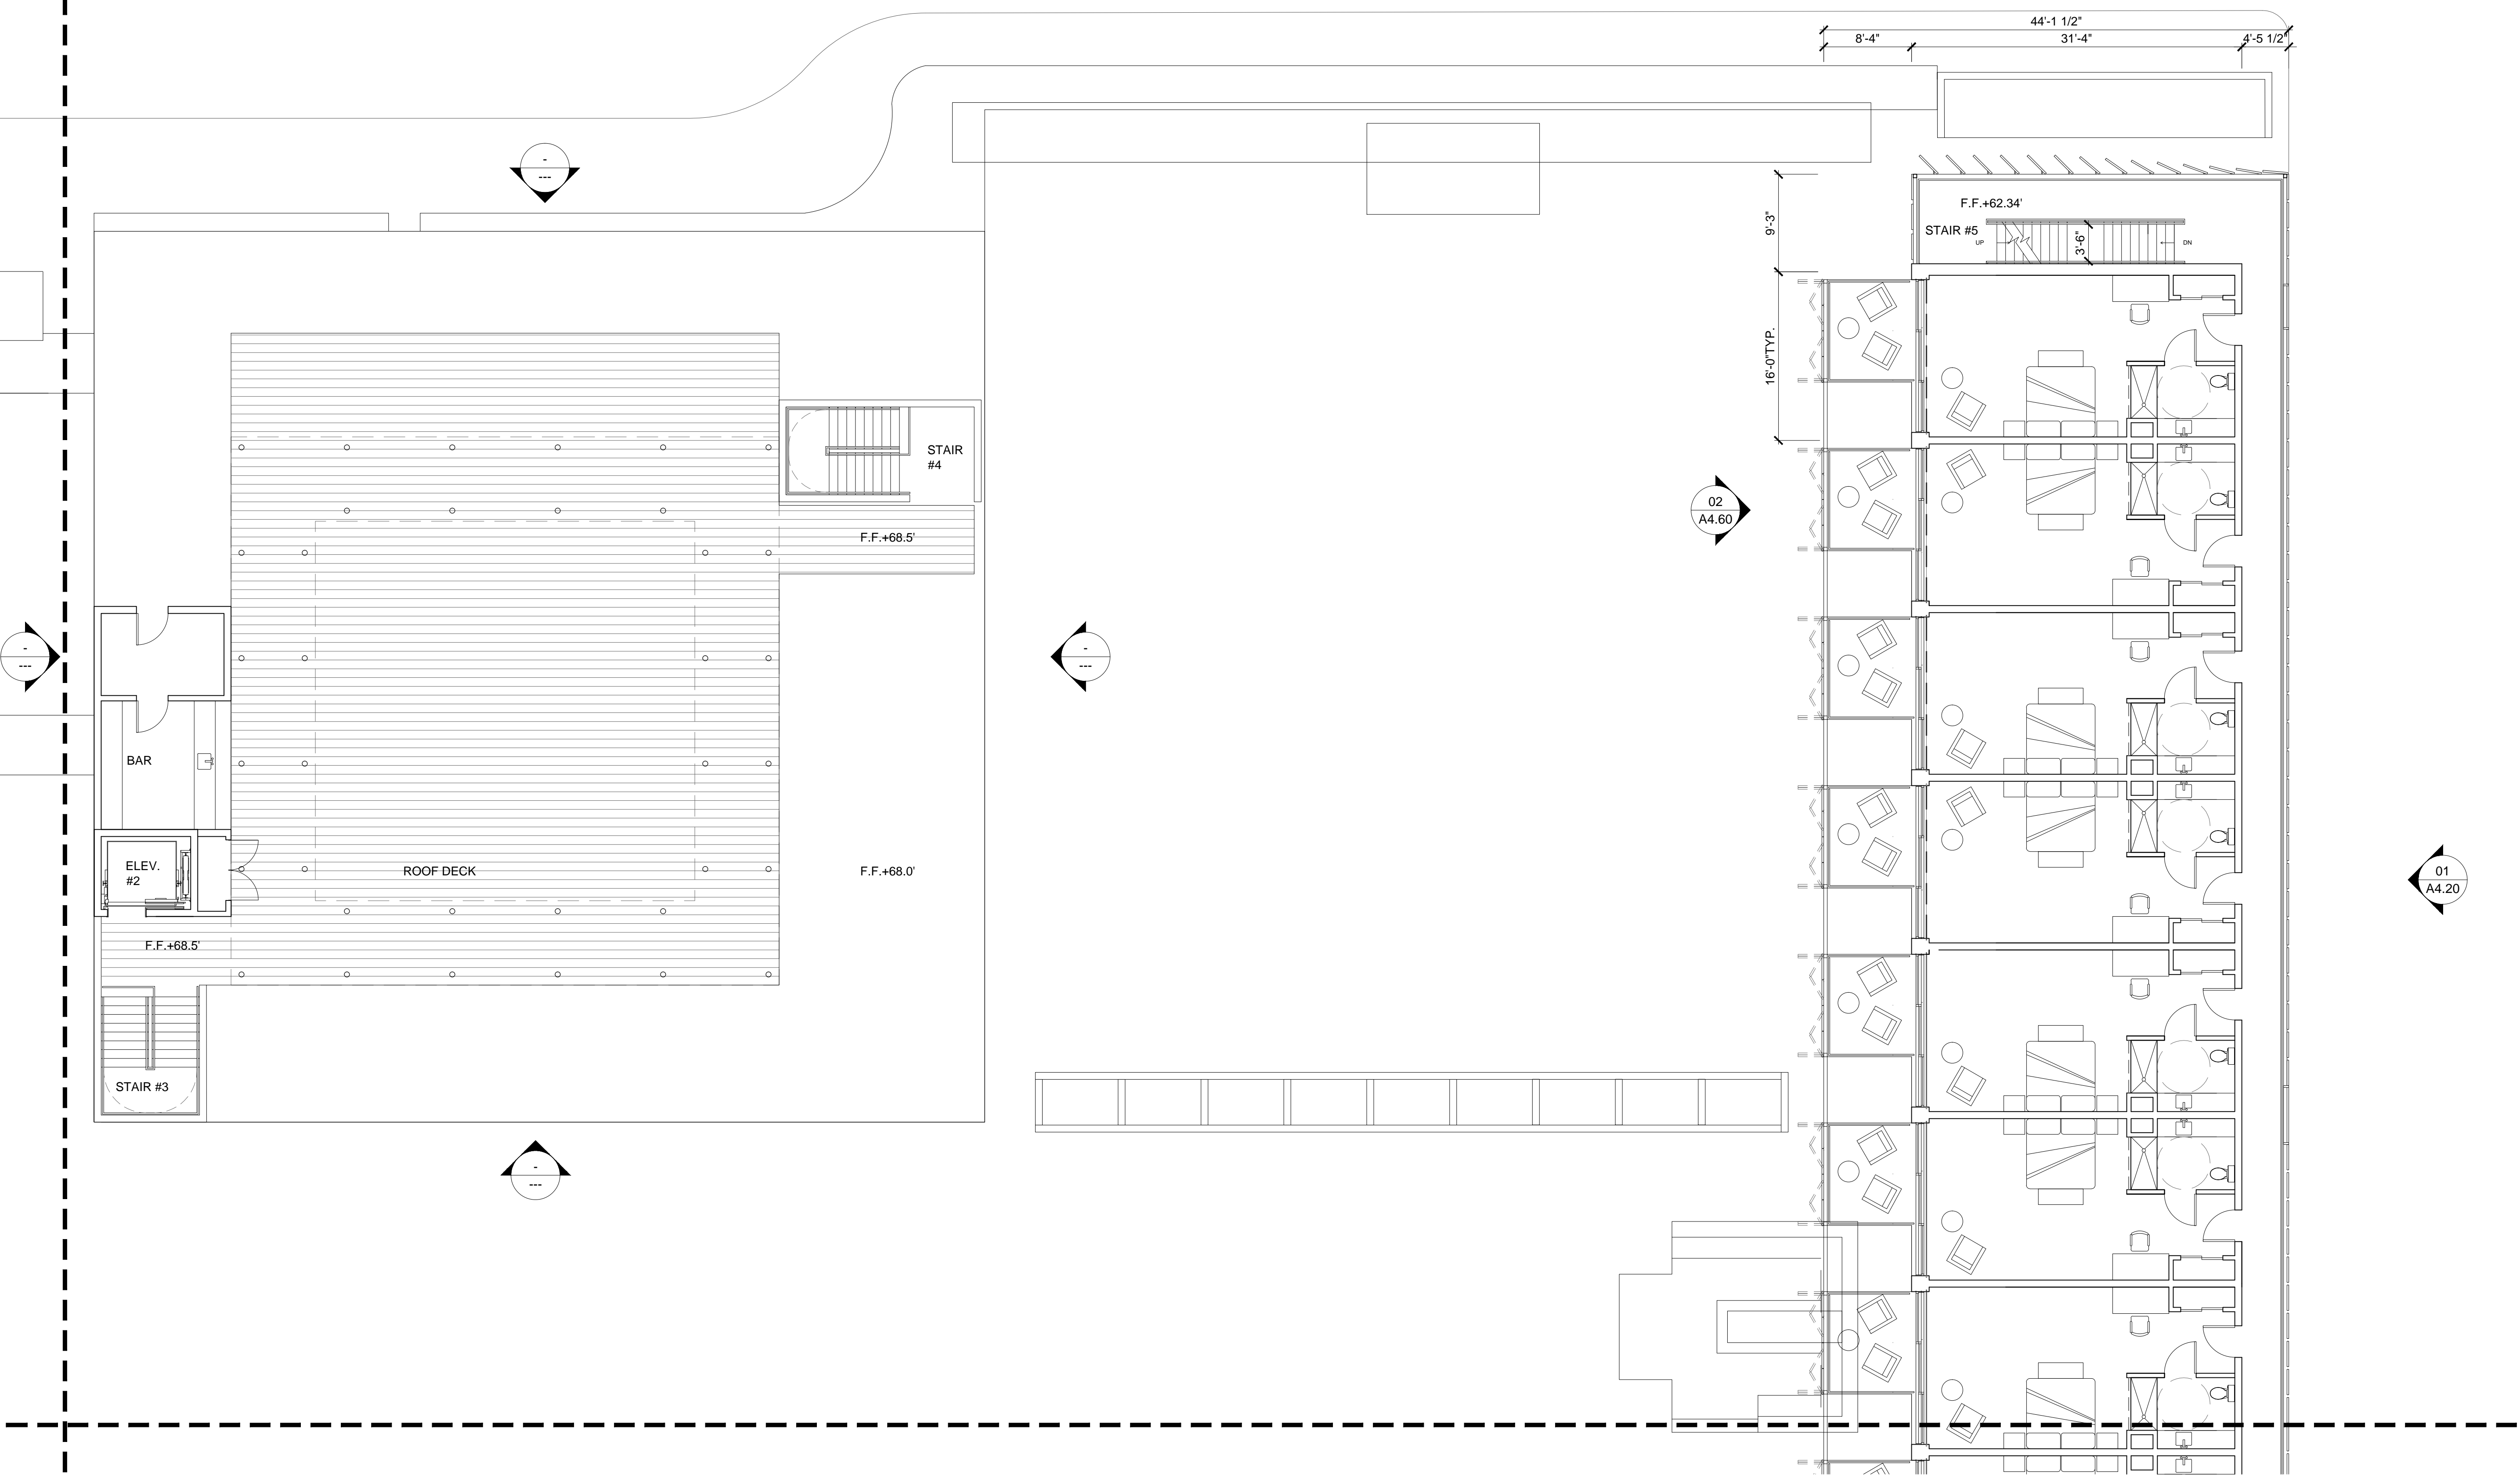 44'-1 1/2"
8'-4"
31'-4"
4'-5 1/2"
-
---
9'-3"
F.F.+62.34'
STAIR #5
UP
3'-6"
DN
16'-0"TYP.
STAIR
#4
02
A4.60
F.F.+68.5'
-
---
-
---
BAR
ELEV.
#2
ROOF DECK
F.F.+68.0'
01
A4.20
F.F.+68.5'
STAIR #3
-
---